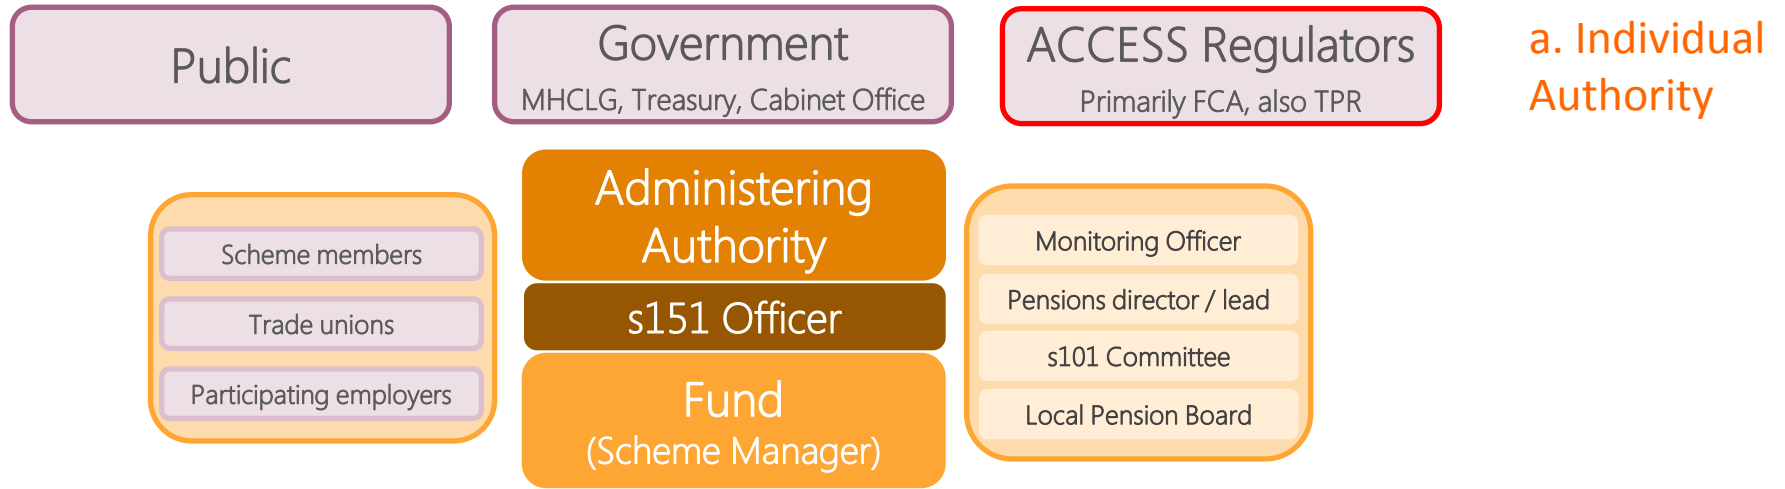 Public
Government
MHCLG, Treasury, Cabinet Office
ACCESS Regulators
Primarily FCA, also TPR
a. Individual
Authority
Scheme members
Trade unions
Participating employers
Administering
Authority
s151 Officer
Fund
(Scheme Manager)
Monitoring Officer
Pensions director / lead
s101 Committee
Local Pension Board